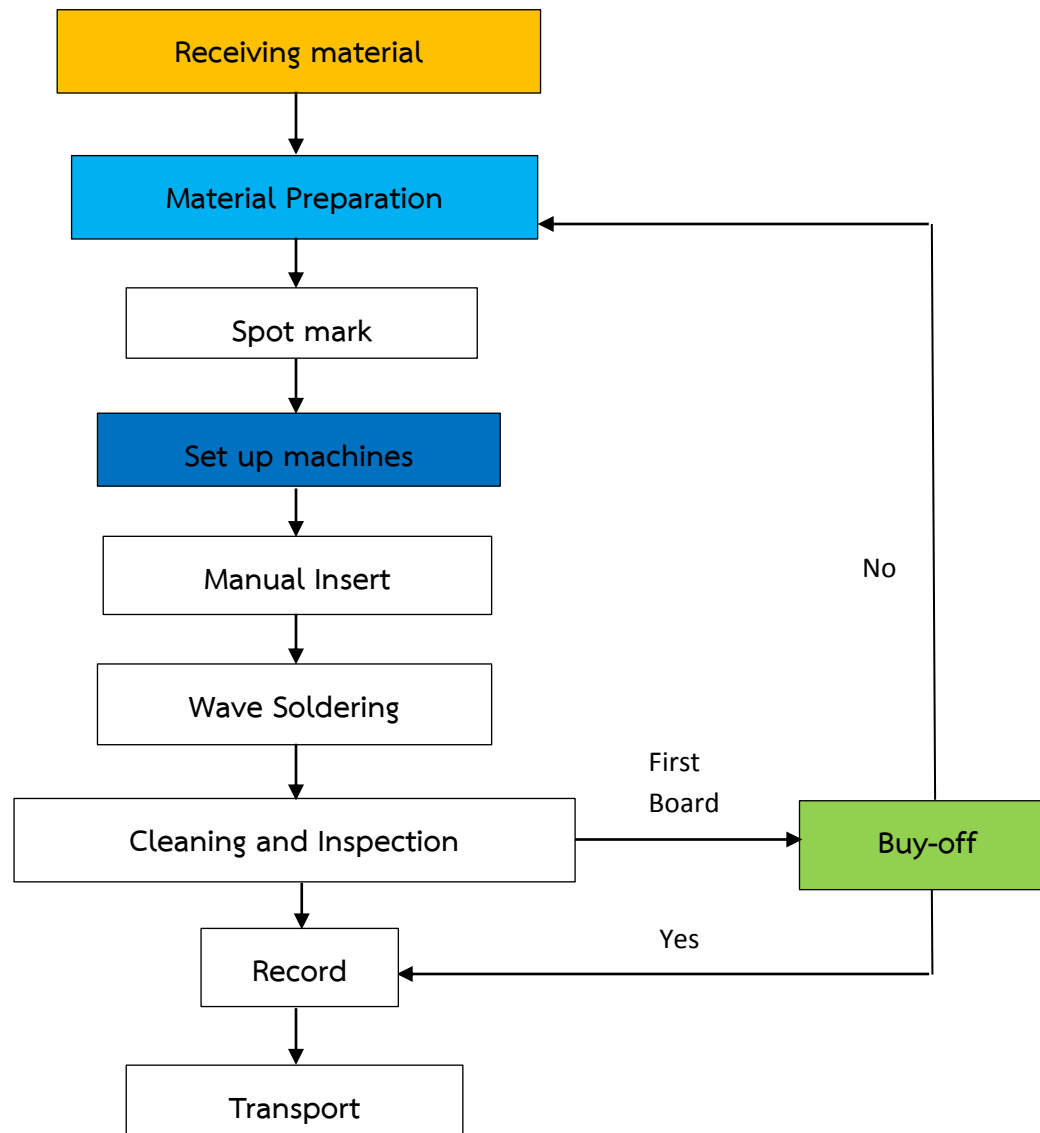 Receiving material
Material Preparation
Spot mark
Set up machines
Manual Insert
No
Wave Soldering
First
Board
Cleaning and Inspection
Buy-off
Yes
Record
Transport